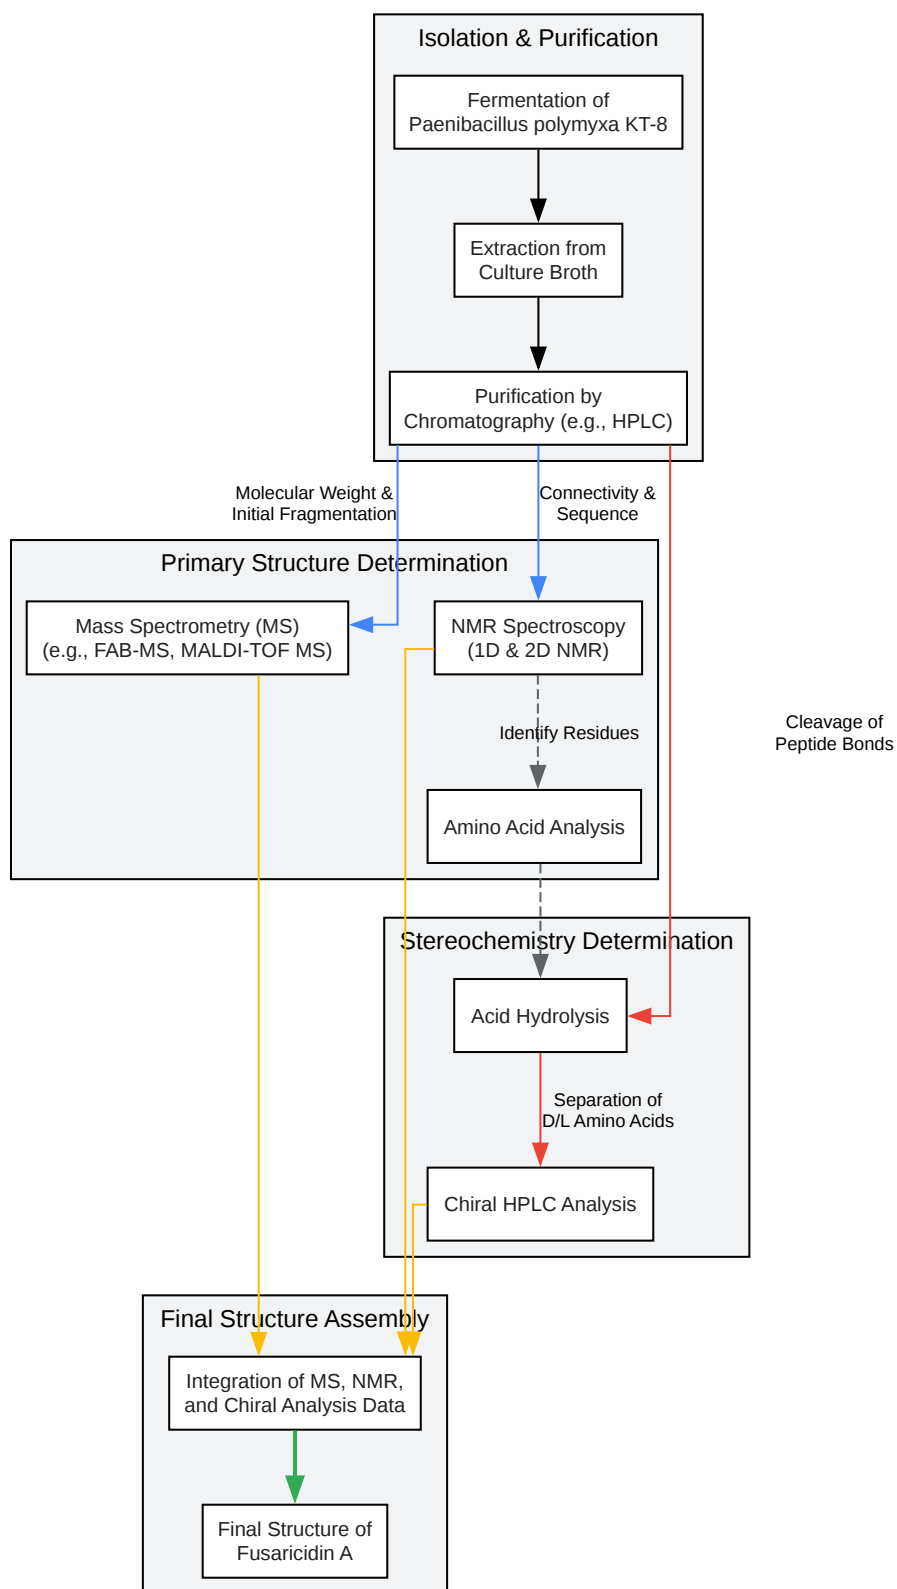 Isolation & Purification
Fermentation of
Paenibacillus polymyxa KT-8
Extraction from
Culture Broth
Purification by
Chromatography (e.g., HPLC)
Molecular Weight &
Initial Fragmentation
Connectivity &
Sequence
Primary Structure Determination
Mass Spectrometry (MS)
(e.g., FAB-MS, MALDI-TOF MS)
NMR Spectroscopy
(1D & 2D NMR)
Identify Residues
Cleavage of
Peptide Bonds
Amino Acid Analysis
Stereochemistry Determination
Acid Hydrolysis
Separation of
D/L Amino Acids
Chiral HPLC Analysis
Final Structure Assembly
Integration of MS, NMR,
and Chiral Analysis Data
Final Structure of
Fusaricidin A